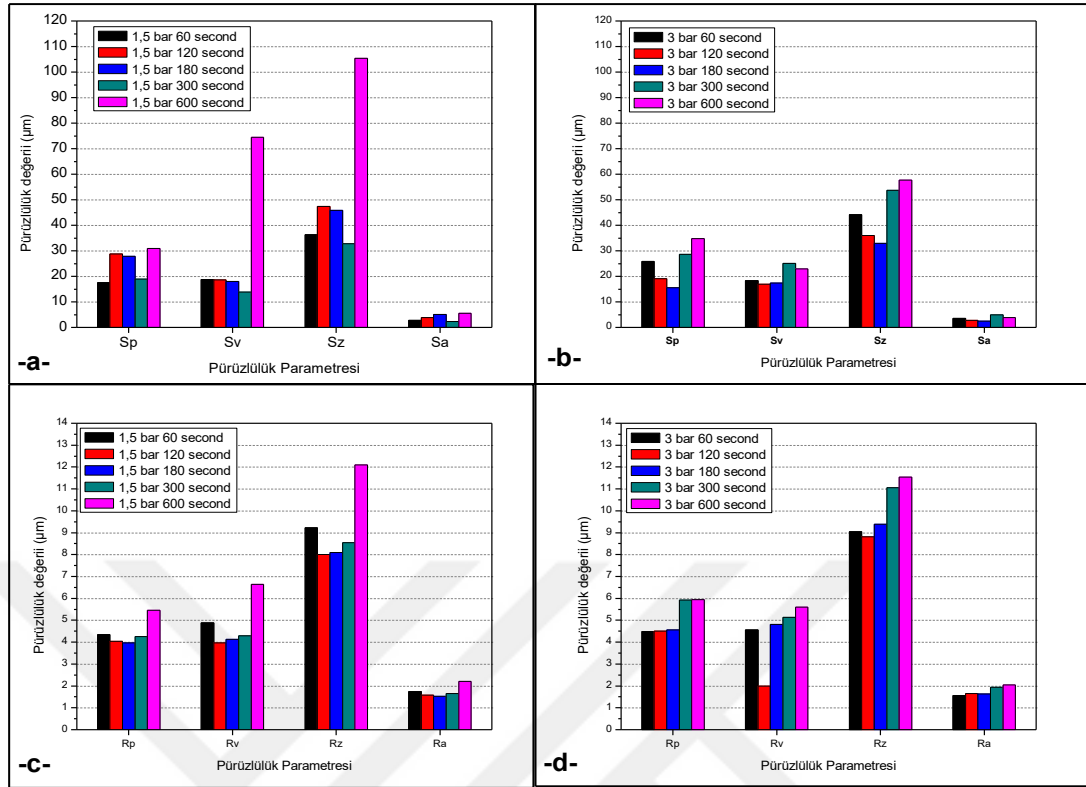 120
110
100
90
80
70
60
50
40
30
20
10
0
Pürüzlülük değerii (µm)
1,5 bar 60 second
1,5 bar 120 second
1,5 bar 180 second
1,5 bar 300 second
1,5 bar 600 second
Sp Sv Sz Sa
Pürüzlülük Parametresi
-a-
120
110
100
90
80
70
60
50
40
30
20
10
0
Pürüzlülük değerii (µm)
3 bar 60 second
3 bar 120 second
3 bar 180 second
3 bar 300 second
3 bar 600 second
Sp Sv Sz Sa
Pürüzlülük Parametresi
-b-
14
13
12
11
10
9
8
7
6
5
4
3
2
1
0
Pürüzlülük değerii (µm)
1,5 bar 60 second
1,5 bar 120 second
1,5 bar 180 second
1,5 bar 300 second
1,5 bar 600 second
Rp Rv Rz Ra
Pürüzlülük Parametresi
-c-
14
13
12
11
10
9
8
7
6
5
4
3
2
1
0
Pürüzlülük değerii (µm)
3 bar 60 second
3 bar 120 second
3 bar 180 second
3 bar 300 second
3 bar 600 second
Rp Rv Rz Ra
Pürüzlülük Parametresi
-d-